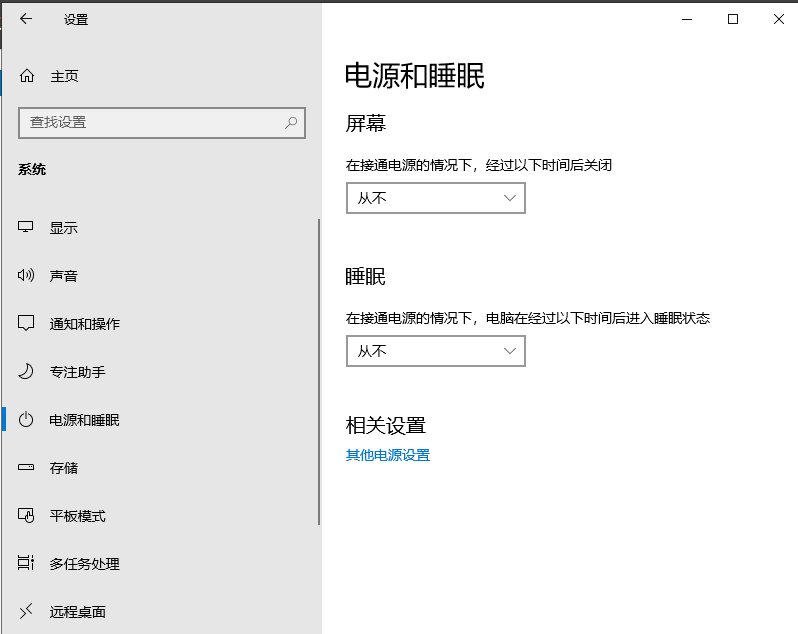 设置
主页
查找设置
系统
显示
声音
通知和操作
专注助手
电源和睡眠
存储
平板模式
多任务处理
远程桌面
电源和睡眠
屏幕
在接通电源的情况下，经过以下时间后关闭
从不
睡眠
在接通电源的情况下，电脑在经过以下时间后进入睡眠状态
从不
相关设置
其他电源设置